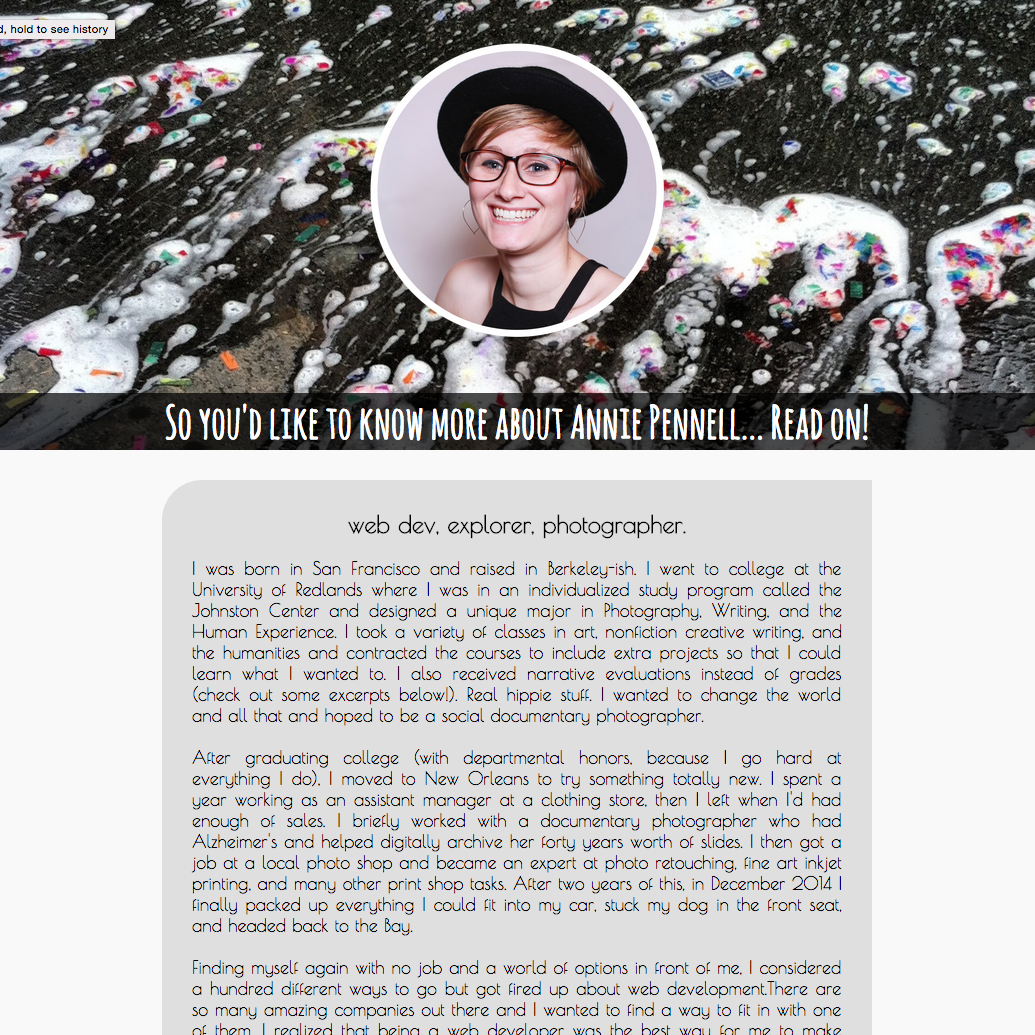 d, hold to see history
So you'd like to know more about Annie Pennell... Read on!
web dev, explorer, photographer.
I was born in San Francisco and raised in Berkeley-ish. I went to college at the
University of Redlands where I was in an individualized study program called the
Johnston Center and designed a unique major in Photography, Writing, and the
Human Experience. I took a variety of classes in art, nonfiction creative writing, and
the humanities and contracted the courses to include extra projects so that I could
learn what I wanted to. I also received narrative evaluations instead of grades
(check out some excerpts below!). Real hippie stuff. I wanted to change the world
and all that and hoped to be a social documentary photographer.
After graduating college (with departmental honors, because I go hard at
everything I do), I moved to New Orleans to try something totally new. I spent a
year working as an assistant manager at a clothing store, then I left when I'd had
enough of sales. I briefly worked with a documentary photographer who had
Alzheimer's and helped digitally archive her forty years worth of slides. I then got a
job at a local photo shop and became an expert at photo retouching, fine art inkjet
printing, and many other print shop tasks. After two years of this, in December 2014 I
finally packed up everything I could fit into my car, stuck my dog in the front seat,
and headed back to the Bay.
Finding myself again with no job and a world of options in front of me, I considered
a hundred different ways to go but got fired up about web development.There are
so many amazing companies out there and I wanted to find a way to fit in with one
of them. I realized that being a web developer was the best way for me to make